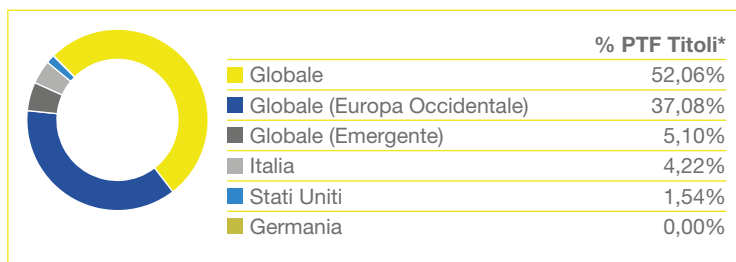 % PTF Titoli*
Globale 52,06%
Globale (Europa Occidentale) 37,08%
Globale (Emergente) 5,10%
Italia 4,22%
Stati Uniti 1,54%
Germania 0,00%